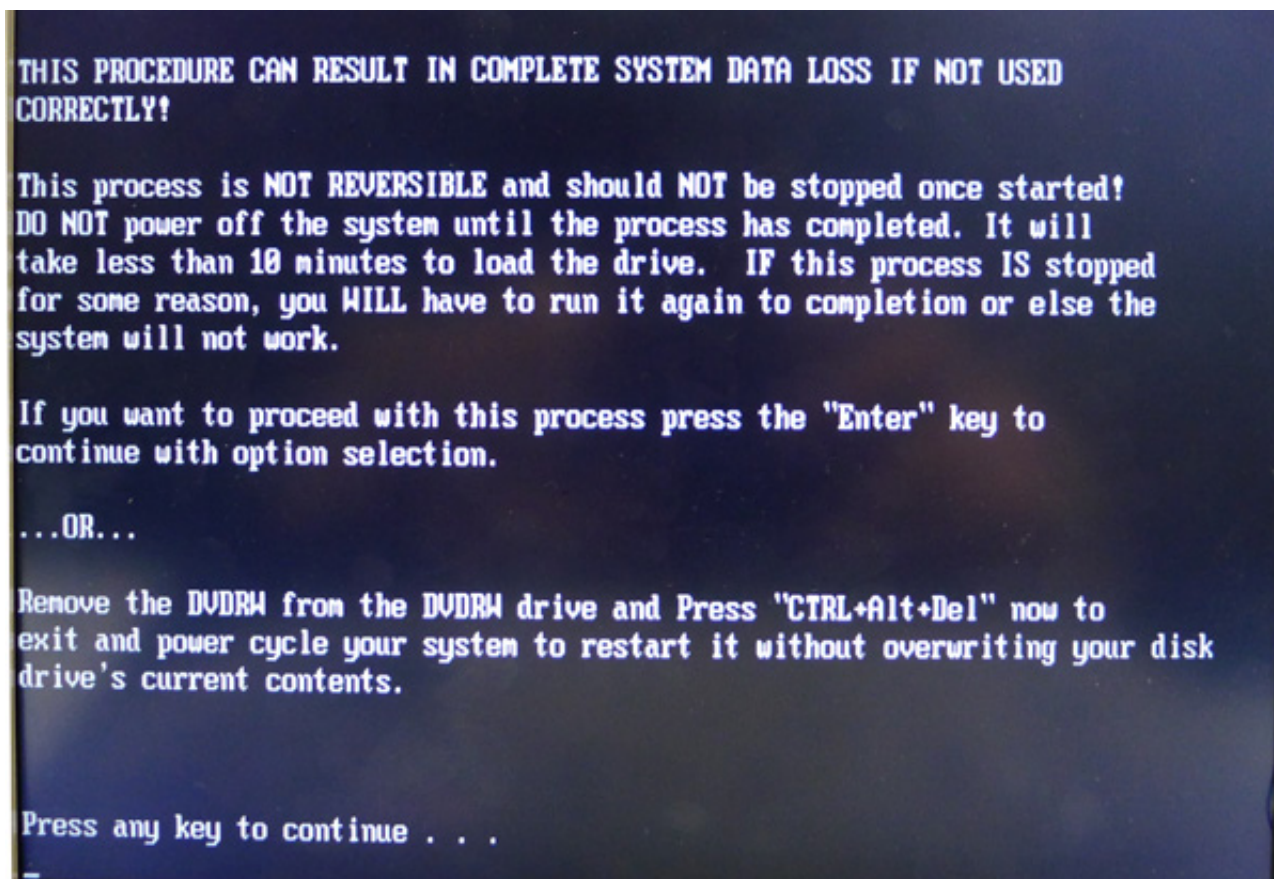 THIS PROCEDURE CAN RESULT IN COMPLETE SYSTEM DATA LOSS IF NOT USED
CORRECTLY!
This process is NOT REVERSIBLE and should NOT be stopped once started!
DO NOT power off the system until the process has completed. It will
take less than 10 minutes to load the drive.  IF this process IS stopped
for some reason, you WILL have to run it again to completion or else the
system will not work.
If you want to proceed with this process press the "Enter" key to
continue with option selection.
...OR...
Remove the DVDRW from the DVDRW drive and Press "CTRL+Alt+Del" now to
exit and power cycle your system to restart it without overwriting your disk
drive's current contents.
Press any key to continue . . .